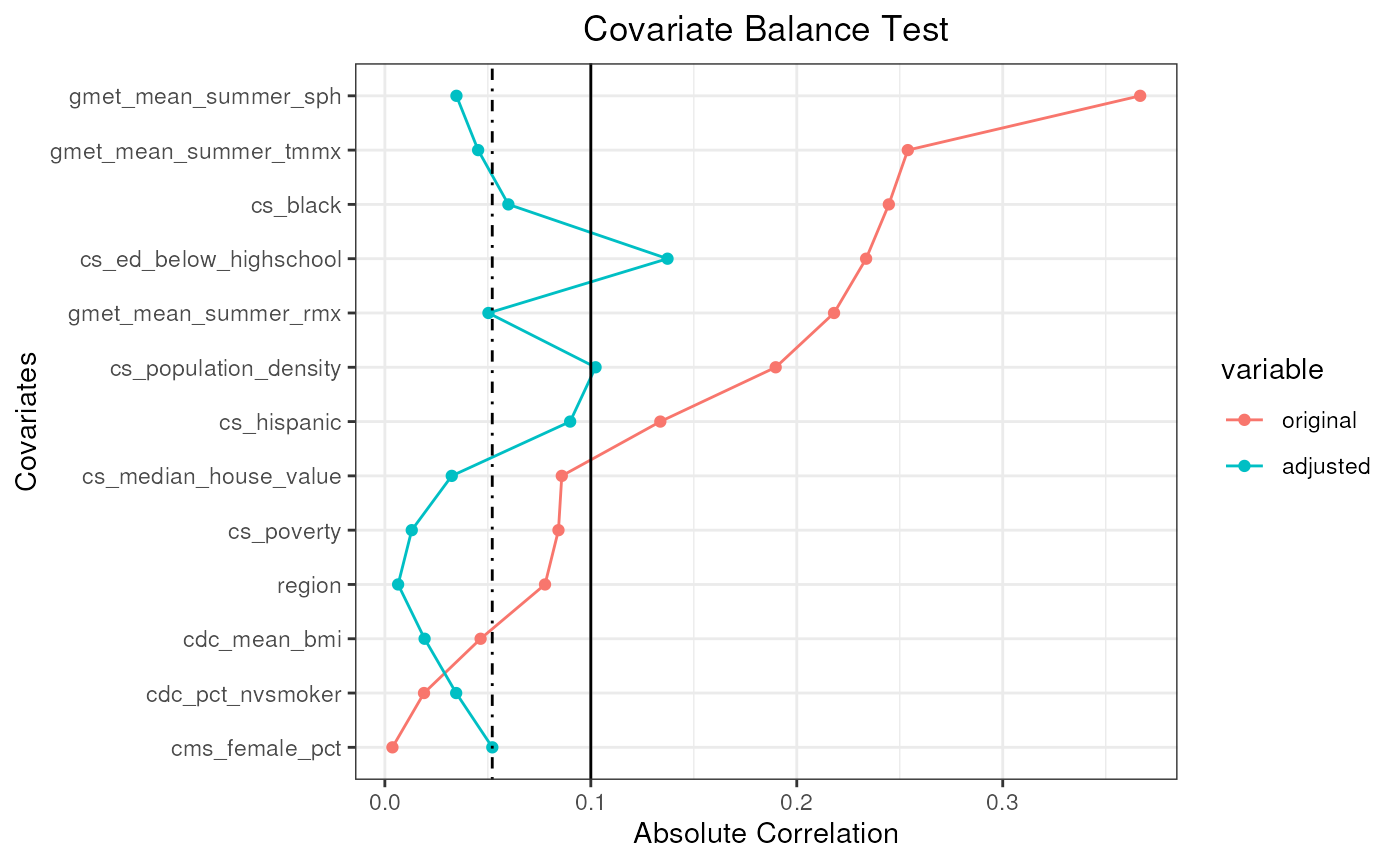 Covariate Balance Test
gmet_mean_summer_sph
gmet_mean_summer_tmmx
cs_black
cs_ed_below_highschool
gmet_mean_summer_rmx
cs_population_density
cs_hispanic
cs_median_house_value
cs_poverty
region
cdc_mean_bmi
cdc_pct_nvsmoker
cms_female_pct
Covariates
0.0 0.1 0.2 0.3
Absolute Correlation
variable
original
adjusted